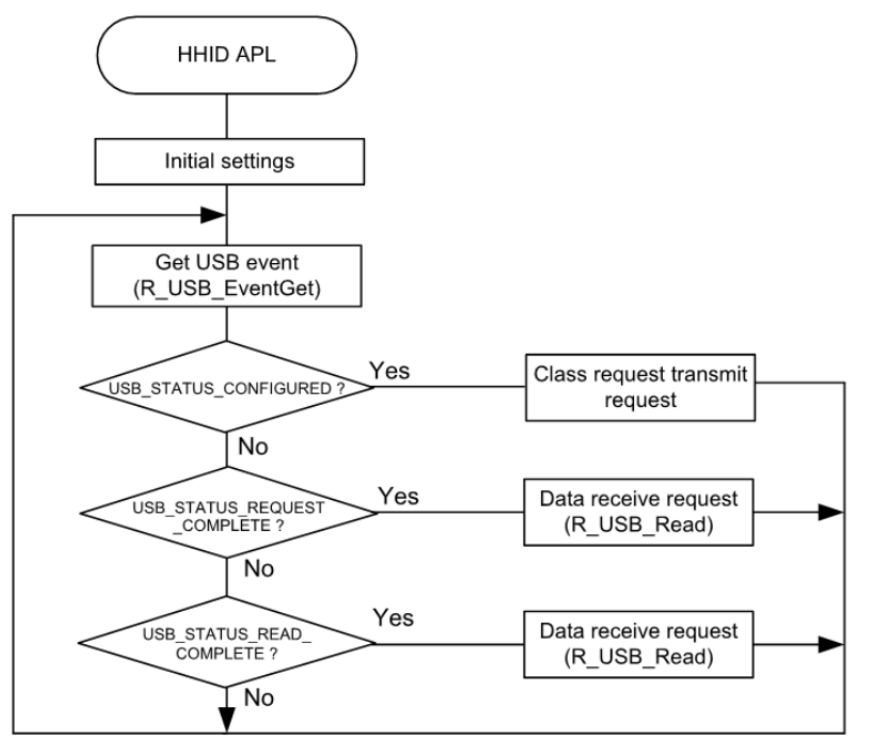 HHID APL
Initial settings
Get USB event
(R_USB_EventGet)
USB_STATUS_CONFIGURED ?
Yes
Class request transmit
request
No
USB_STATUS_REQUEST
_COMPLETE ?
Yes
Data receive request
(R_USB_Read)
No
USB_STATUS_READ_
COMPLETE ?
Yes
Data receive request
(R_USB_Read)
No